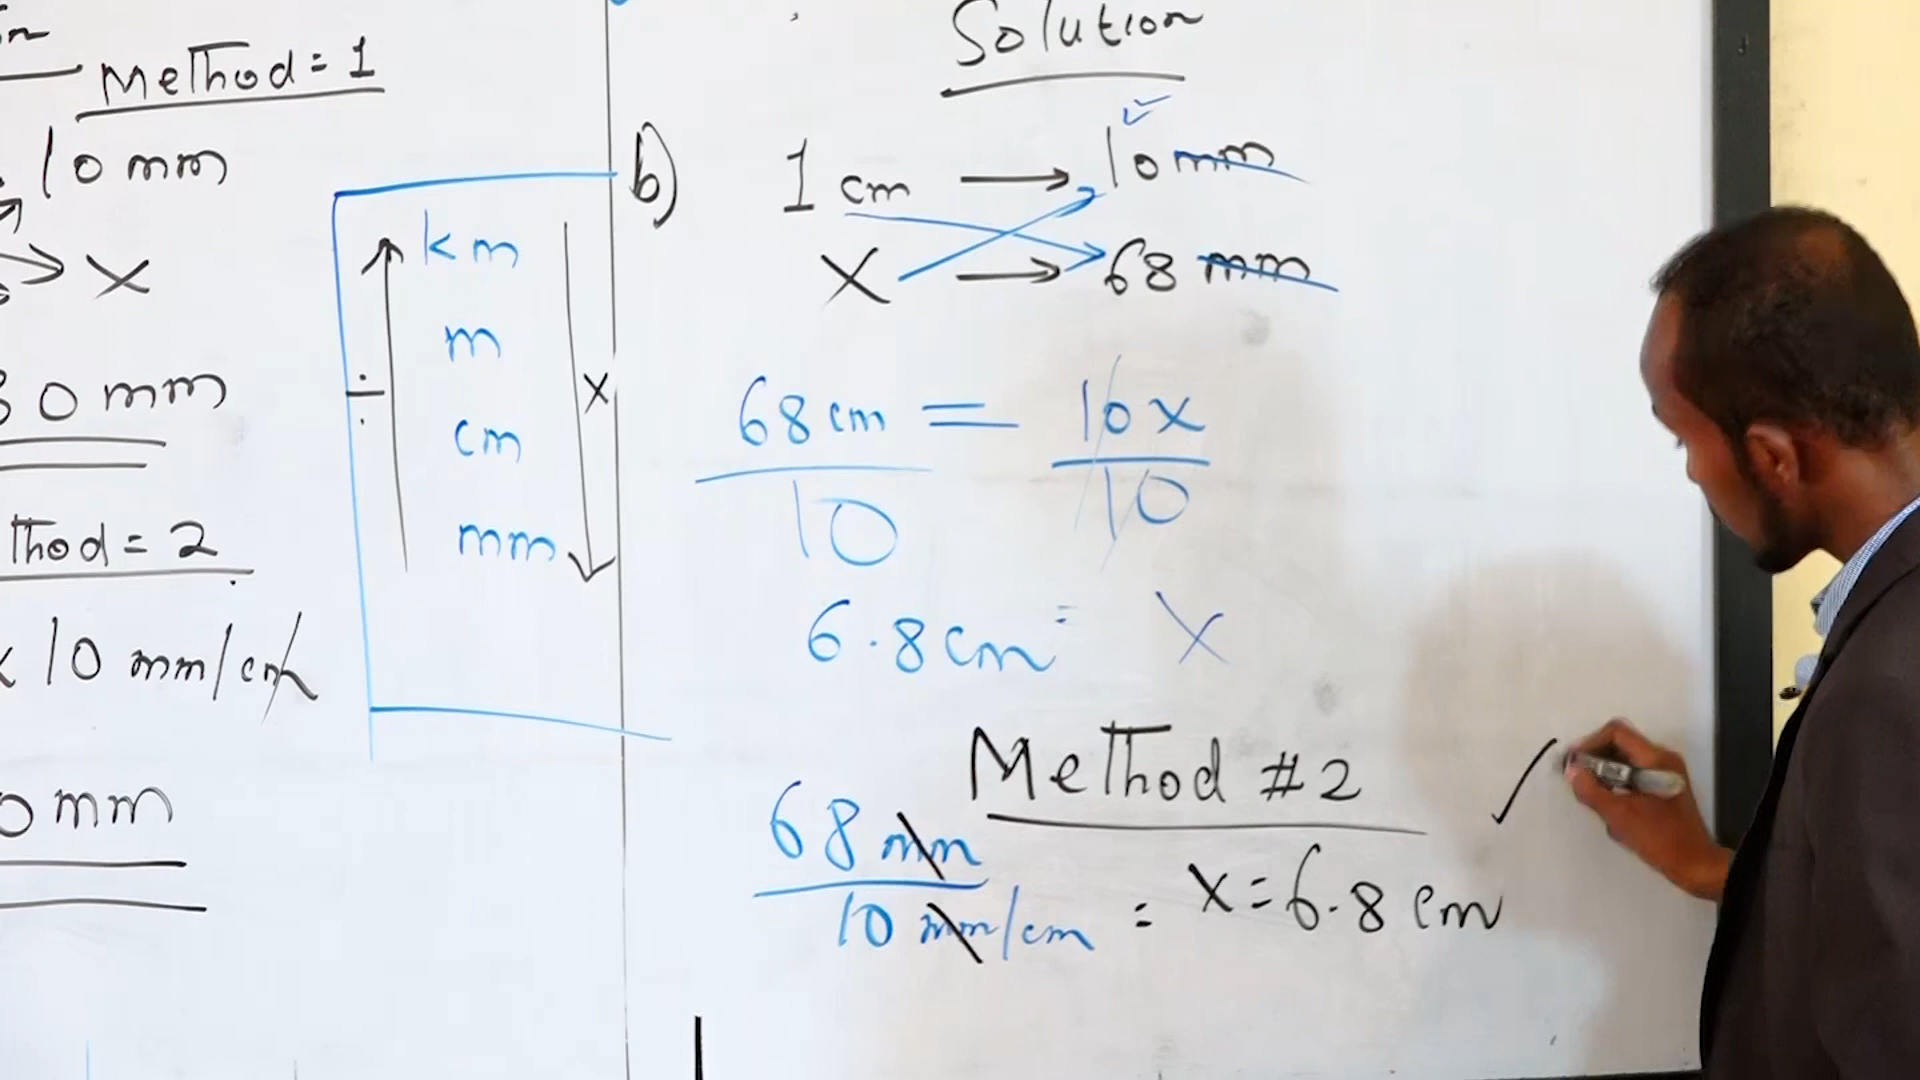 Method = 1
10 mm
X
30 mm
thod = 2
x 10 mm/cm
0 mm
÷
km
m
cm
mm
x
Solution
b) 1 cm → 10 mm
X → 68 mm
68 cm = 10x
10 10
6.8 cm = X
Method #2
68 mm
10 mm/cm = X = 6.8 cm